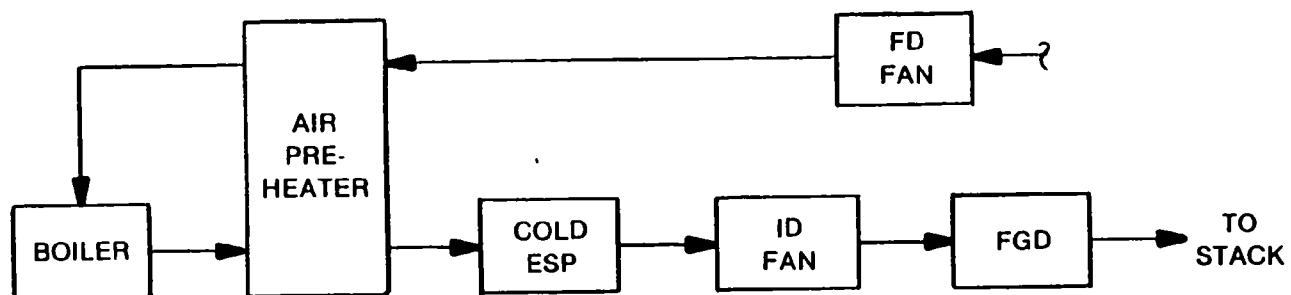 FD
FAN
AIR
PRE-
HEATER
BOILER
COLD
ESP
ID
FAN
FGD
TO
STACK